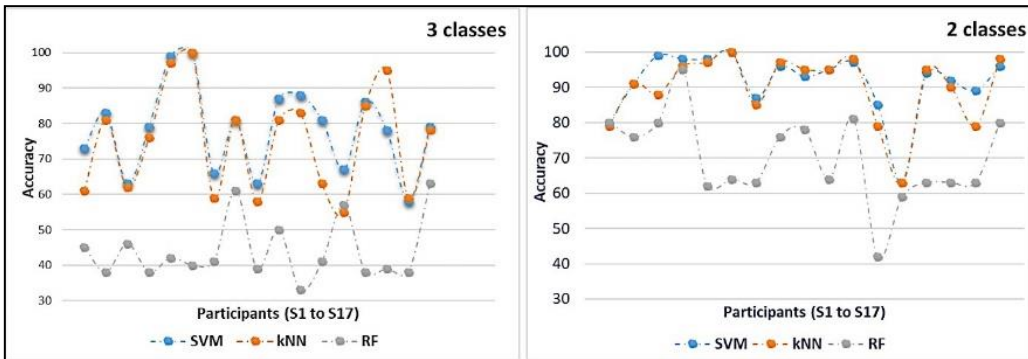 3 classes
100
90
80
70
60
50
40
30
Accuracy
Participants (S1 to S17)
SVM kNN RF
2 classes
100
90
80
70
60
50
40
30
Accuracy
Participants (S1 to S17)
SVM kNN RF